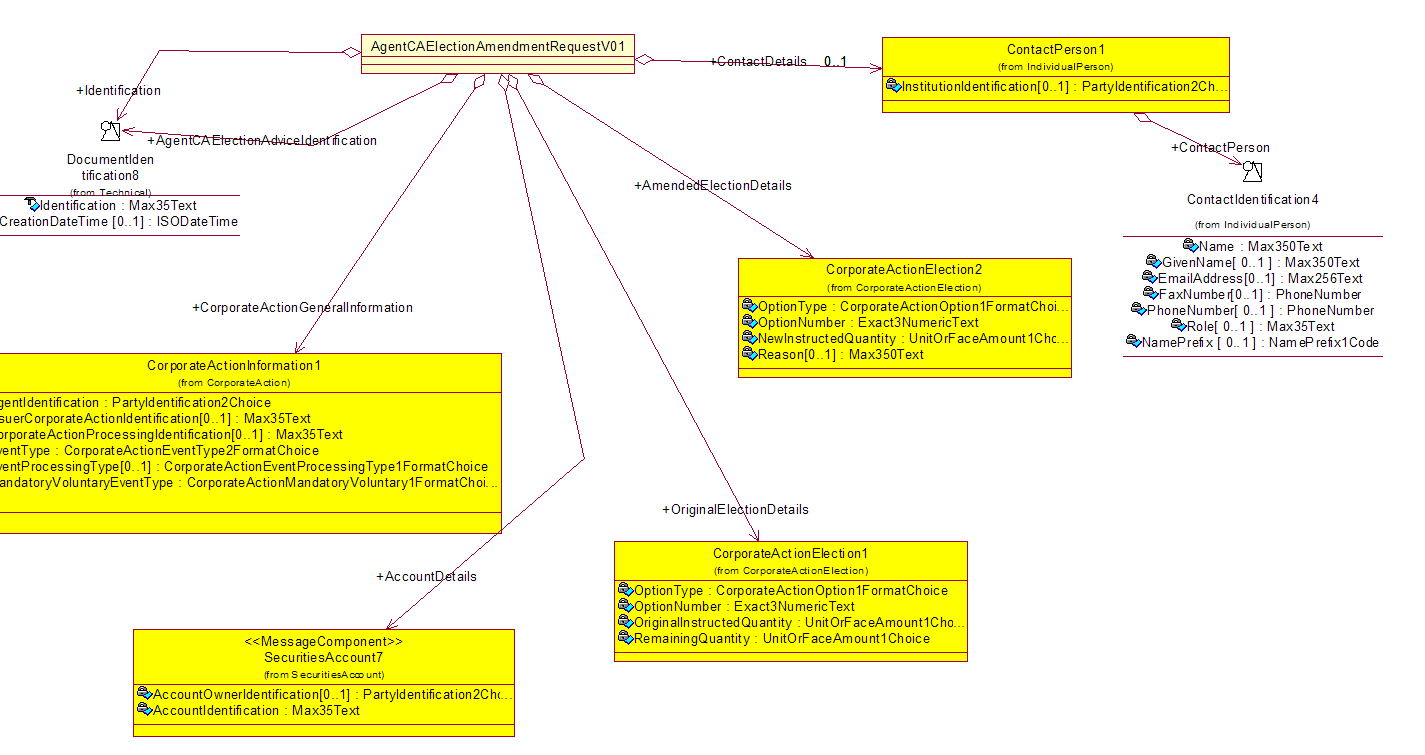 AgentCAElectionAmendmentRequestV01
+ContactDetails 0..1
ContactPerson1
(from IndividualPerson)
InstitutionIdentification[0..1] : PartyIdentification2Ch...
+Identification
+AgentCAElectionAdviceIdentification
DocumentIden
tification8
(from Technical)
Identification : Max35Text
CreationDateTime [0..1] : ISODateTime
+ContactPerson
ContactIdentification4
(from IndividualPerson)
Name : Max350Text
GivenName[ 0..1 ] : Max350Text
EmailAddress[0..1] : Max256Text
FaxNumber[0..1] : PhoneNumber
PhoneNumber[ 0..1 ] : PhoneNumber
Role[ 0..1 ] : Max35Text
NamePrefix [ 0..1 ] : NamePrefix1Code
+AmendedElectionDetails
CorporateActionElection2
(from CorporateActionElection)
OptionType : CorporateActionOption1FormatChoi...
OptionNumber : Exact3NumericText
NewInstructedQuantity : UnitOrFaceAmount1Chc...
Reason[0..1] : Max350Text
+CorporateActionGeneralInformation
CorporateActionInformation1
(from CorporateAction)
gentIdentification : PartyIdentification2Choice
suerCorporateActionIdentification[0..1] : Max35Text
orporateActionProcessingIdentification[0..1] : Max35Text
ventType : CorporateActionEventType2FormatChoice
ventProcessingType[0..1] : CorporateActionEventProcessingType1FormatChoice
andatoryVoluntaryEventType : CorporateActionMandatoryVoluntary1FormatChoi...
+OriginalElectionDetails
CorporateActionElection1
(from CorporateActionElection)
OptionType : CorporateActionOption1FormatChoice
OptionNumber : Exact3NumericText
OriginalInstructedQuantity : UnitOrFaceAmount1Cho...
RemainingQuantity : UnitOrFaceAmount1Choice
+AccountDetails
<<MessageComponent>>
SecuritiesAccount7
(from SecuritiesAccount)
AccountOwnerIdentification[0..1] : PartyIdentification2Chc...
AccountIdentification : Max35Text